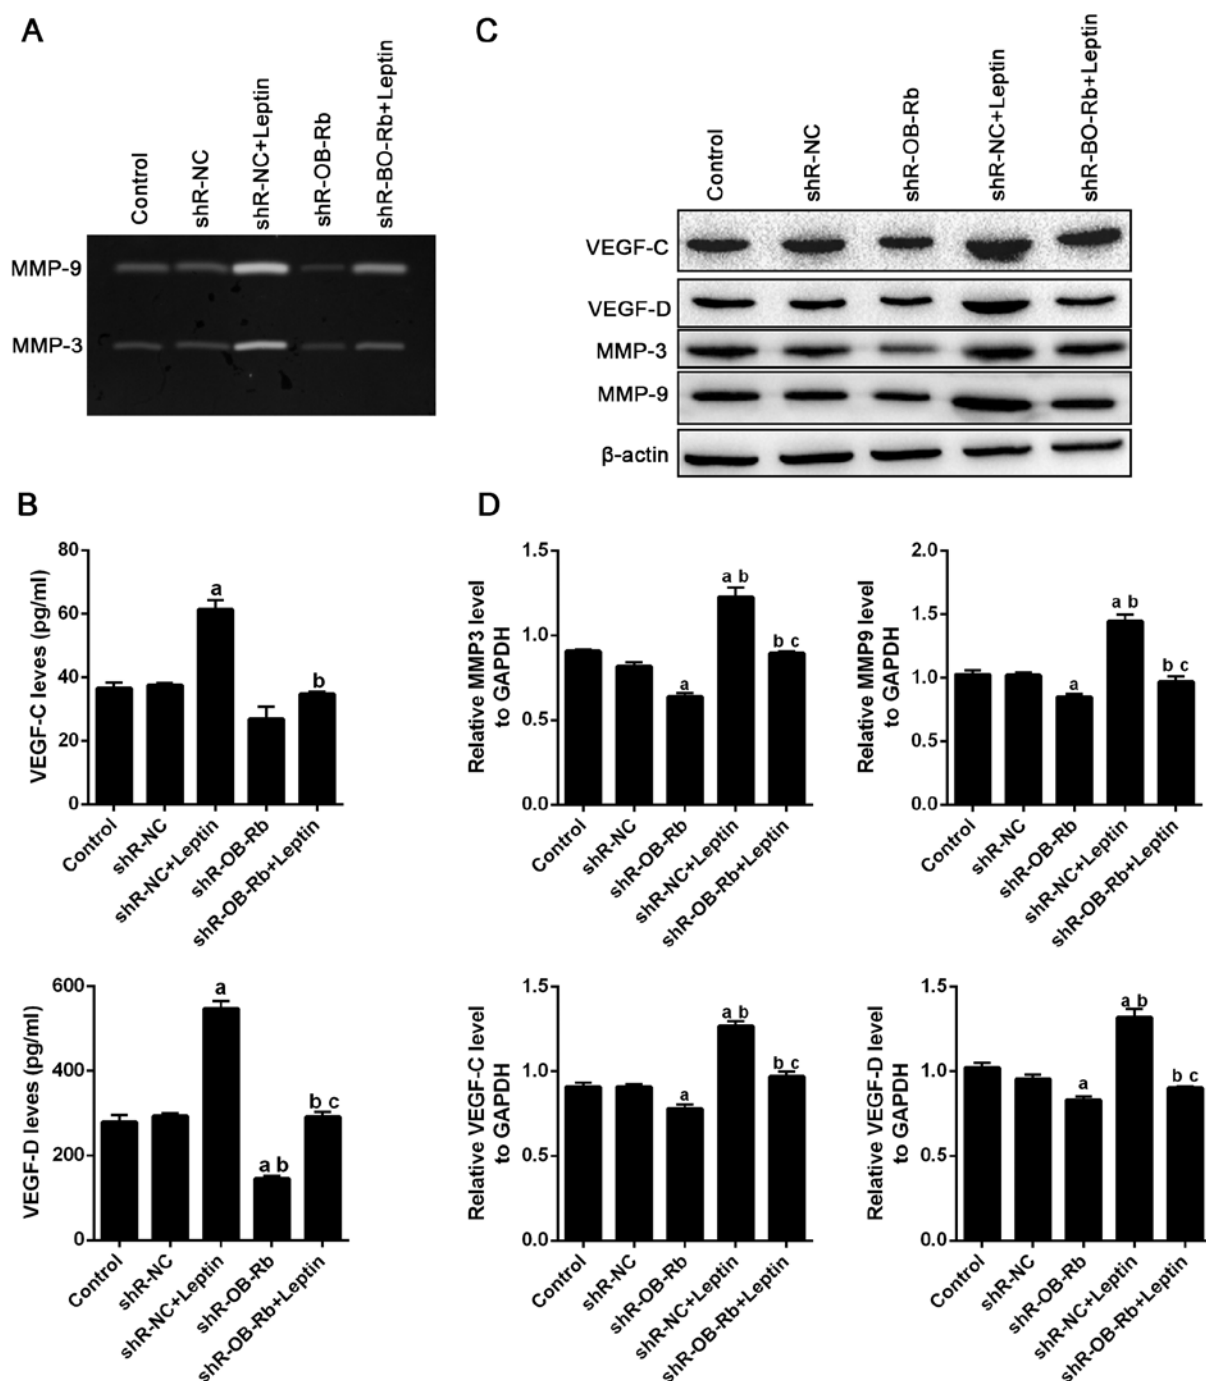 A
Control
shR-NC
shR-NC+Leptin
shR-OB-Rb
shR-BO-Rb+Leptin
MMP-9
MMP-3
C
Control
shR-NC
shR-OB-Rb
shR-NC+Leptin
shR-BO-Rb+Leptin
VEGF-C
VEGF-D
MMP-3
MMP-9
β-actin
B
VEGF-C leves (pg/ml)
80
60
40
20
0
a
b
Control
shR-NC
shR-NC+Leptin
shR-OB-Rb
shR-OB-Rb+Leptin
VEGF-D leves (pg/ml)
600
400
200
0
a
a b
b c
Control
shR-NC
shR-NC+Leptin
shR-OB-Rb
shR-OB-Rb+Leptin
D
Relative MMP3 level
to GAPDH
1.5
1.0
0.5
0.0
a
a b
b c
Control
shR-NC
shR-OB-Rb
shR-NC+Leptin
shR-OB-Rb+Leptin
Relative MMP9 level
to GAPDH
2.0
1.5
1.0
0.5
0.0
a
a b
b c
Control
shR-NC
shR-OB-Rb
shR-NC+Leptin
shR-OB-Rb+Leptin
Relative VEGF-C level
to GAPDH
1.5
1.0
0.5
0.0
a
a b
b c
Control
shR-NC
shR-OB-Rb
shR-NC+Leptin
shR-OB-Rb+Leptin
Relative VEGF-D level
to GAPDH
1.5
1.0
0.5
0.0
a
a b
b c
Control
shR-NC
shR-OB-Rb
shR-NC+Leptin
shR-OB-Rb+Leptin